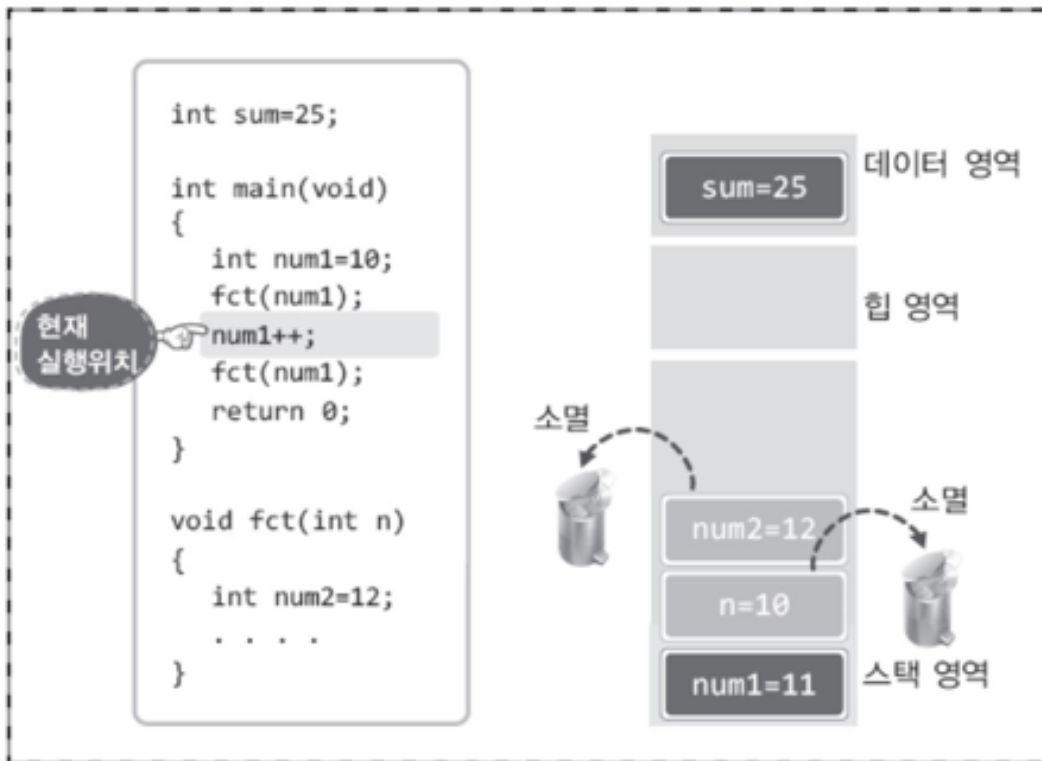 int sum=25;
int main(void)
{
int num1=10;
fct(num1);
num1++;
fct(num1);
return 0;
}
void fct(int n)
{
int num2=12;
. . . .
}
현재
실행위치
sum=25
데이터 영역
힙 영역
소멸
num2=12
소멸
n=10
num1=11
스택 영역